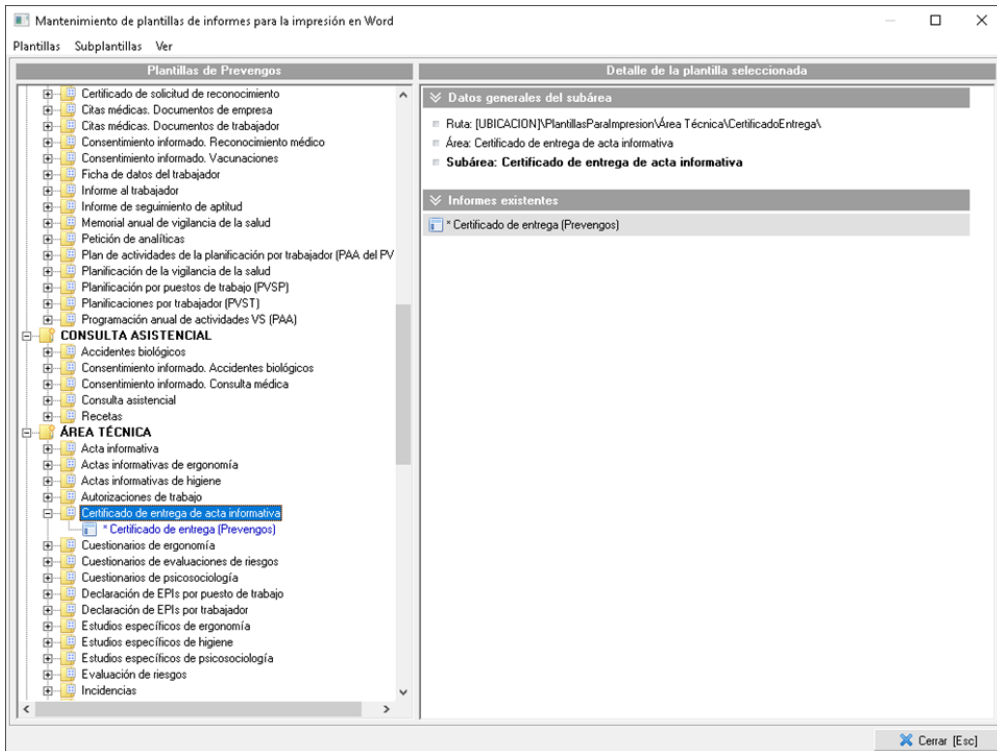 Mantenimiento de plantillas de informes para la impresión en Word
Plantillas Subplantillas Ver
Plantillas de Prevengos
Certificado de solicitud de reconocimiento
Citas médicas. Documentos de empresa
Citas médicas. Documentos de trabajador
Consentimiento informado. Reconocimiento médico
Consentimiento informado. Vacunaciones
Ficha de datos del trabajador
Informe al trabajador
Informe de seguimiento de aptitud
Memorial anual de vigilancia de la salud
Petición de analíticas
Plan de actividades de la planificación por trabajador (PAA del PV
Planificación de la vigilancia de la salud
Planificación por puestos de trabajo (PVSP)
Planificaciones por trabajador (PVST)
Programación anual de actividades VS (PAA)
CONSULTA ASISTENCIAL
Accidentes biológicos
Consentimiento informado. Accidentes biológicos
Consentimiento informado. Consulta médica
Consulta asistencial
Recetas
ÁREA TÉCNICA
Acta informativa
Actas informativas de ergonomía
Actas informativas de higiene
Autorizaciones de trabajo
Certificado de entrega de acta informativa
* Certificado de entrega (Prevengos)
Cuestionarios de ergonomía
Cuestionarios de evaluaciones de riesgos
Cuestionarios de psicosociología
Declaración de EPIs por puesto de trabajo
Declaración de EPIs por trabajador
Estudios específicos de ergonomía
Estudios específicos de higiene
Estudios específicos de psicosociología
Evaluación de riesgos
Incidencias
Detalle de la plantilla seleccionada
Datos generales del subárea
Ruta: [UBICACION]\PlantillasParaImpresion\Área Técnica\CertificadoEntrega\
Área: Certificado de entrega de acta informativa
Subárea: Certificado de entrega de acta informativa
Informes existentes
* Certificado de entrega (Prevengos)
Cerrar [Esc]